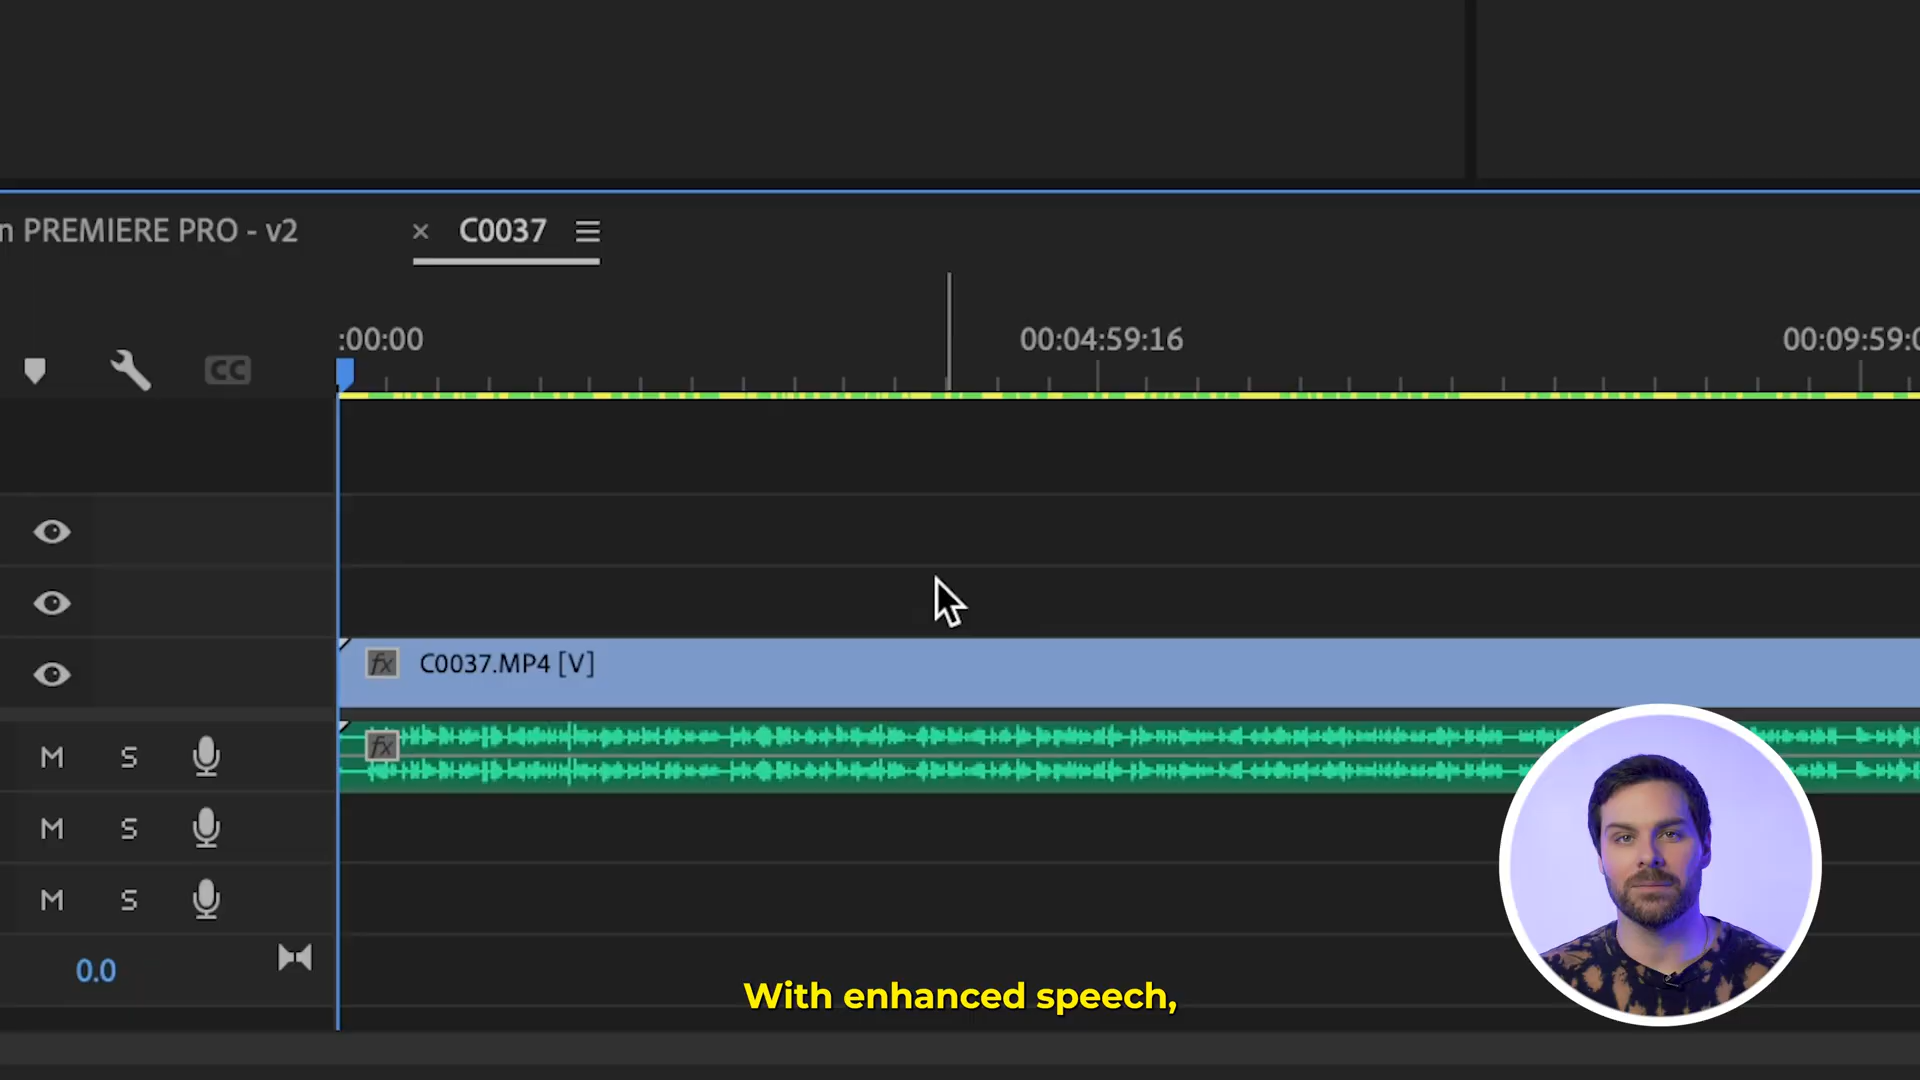 n PREMIERE PRO - v2
× C0037
:00:00
00:04:59:16
00:09:59:0
CC
fx C0037.MP4 [V]
fx
M S
M S
M S
0.0
With enhanced speech,